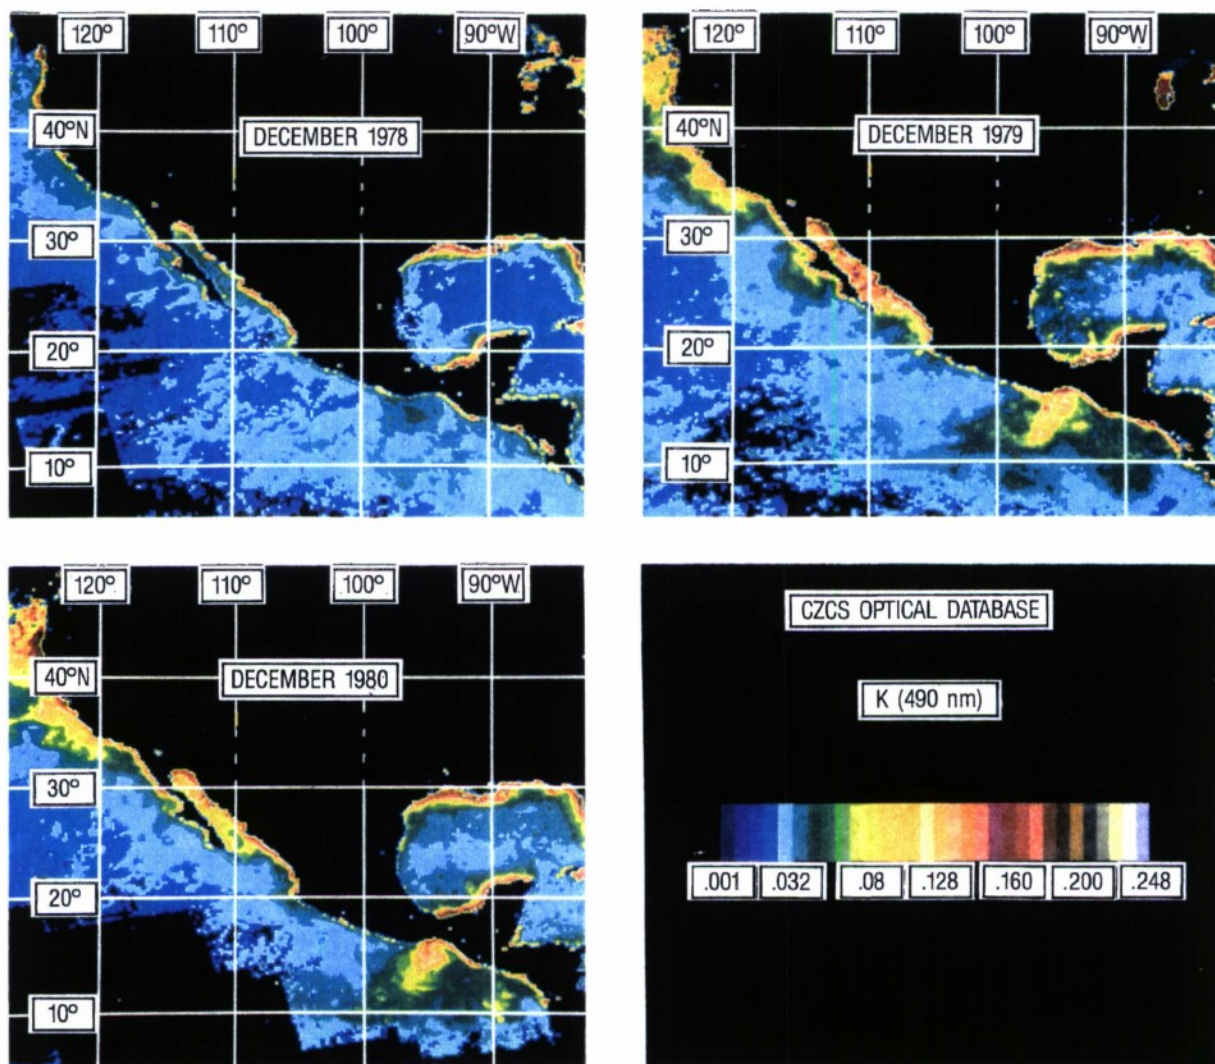 120° 110° 100° 90°W
40°N
DECEMBER 1978
30°
20°
10°
120° 110° 100° 90°W
40°N
DECEMBER 1979
30°
20°
10°
120° 110° 100° 90°W
40°N
DECEMBER 1980
30°
20°
10°
CZCS OPTICAL DATABASE
K (490 nm)
.001 .032 .08 .128 .160 .200 .248